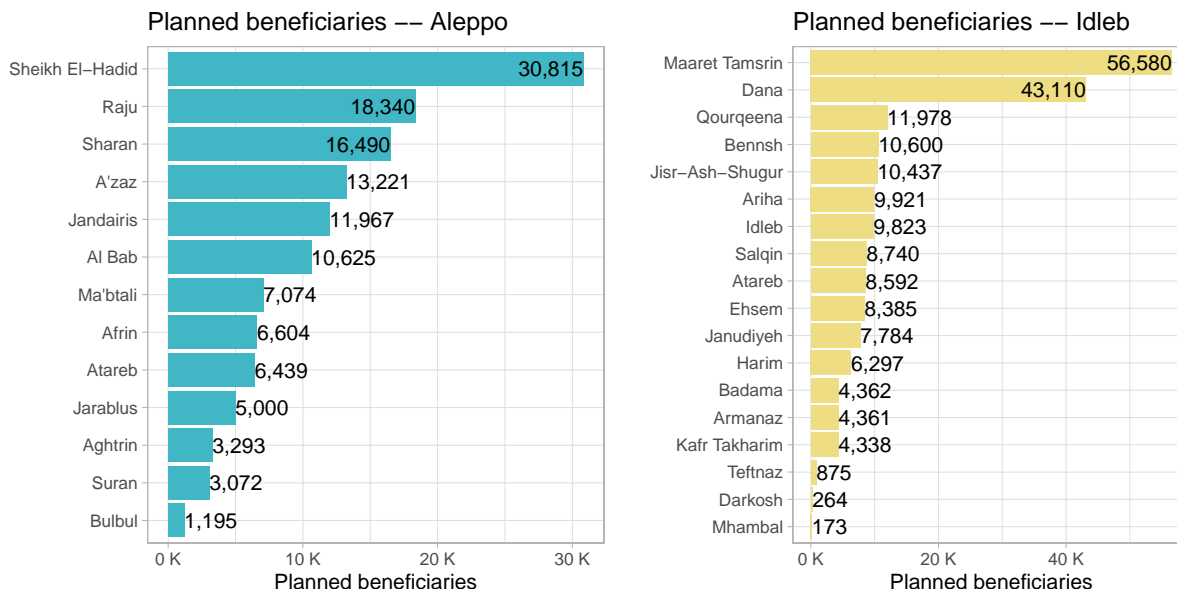 Planned beneficiaries −− Aleppo
Sheikh El−Hadid 30,815
Raju 18,340
Sharan 16,490
A'zaz 13,221
Jandairis 11,967
Al Bab 10,625
Ma'btali 7,074
Afrin 6,604
Atareb 6,439
Jarablus 5,000
Aghtrin 3,293
Suran 3,072
Bulbul 1,195
0 K 10 K 20 K 30 K
Planned beneficiaries
Planned beneficiaries −− Idleb
Maaret Tamsrin 56,580
Dana 43,110
Qourqeena 11,978
Bennsh 10,600
Jisr−Ash−Shugur 10,437
Ariha 9,921
Idleb 9,823
Salqin 8,740
Atareb 8,592
Ehsem 8,385
Janudiyeh 7,784
Harim 6,297
Badama 4,362
Armanaz 4,361
Kafr Takharim 4,338
Teftnaz 875
Darkosh 264
Mhambal 173
0 K 20 K 40 K
Planned beneficiaries